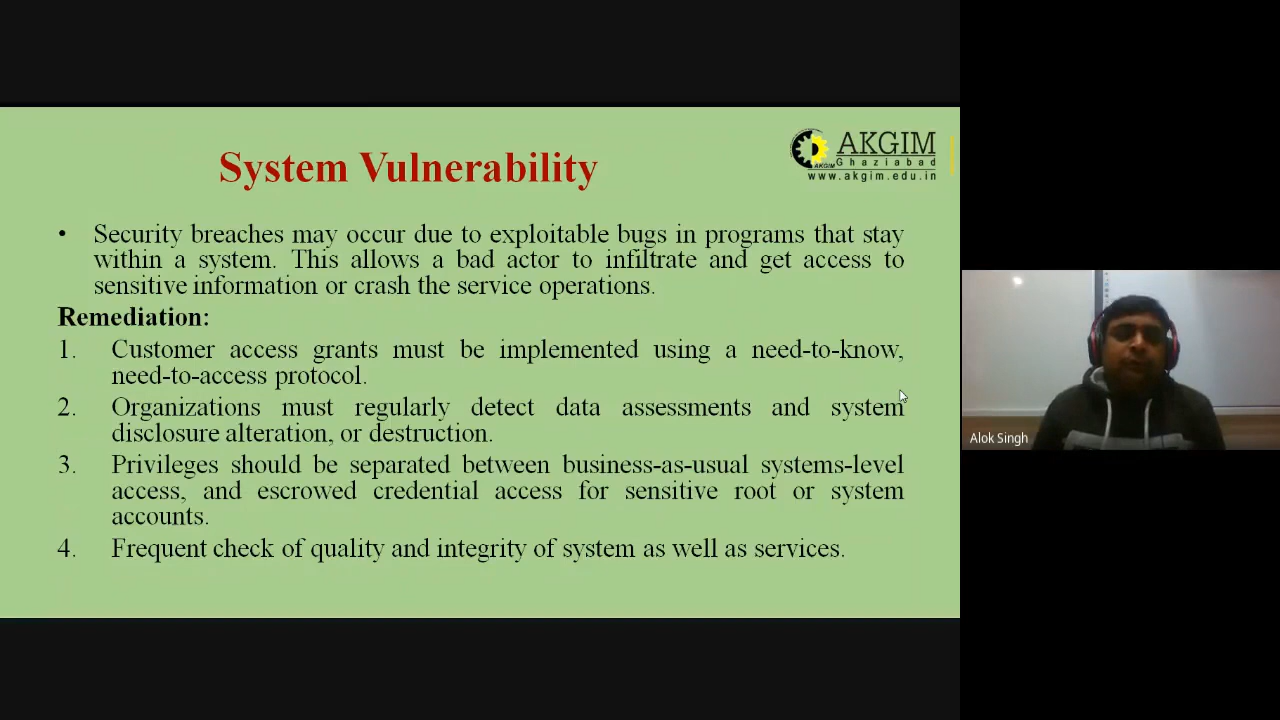 System Vulnerability
AKGIM
Ghaziabad
AKGIM
www.akgim.edu.in
• Security breaches may occur due to exploitable bugs in programs that stay
within a system. This allows a bad actor to infiltrate and get access to
sensitive information or crash the service operations.
Remediation:
1. Customer access grants must be implemented using a need-to-know,
need-to-access protocol.
2. Organizations must regularly detect data assessments and system
disclosure alteration, or destruction.
3. Privileges should be separated between business-as-usual systems-level
access, and escrowed credential access for sensitive root or system
accounts.
4. Frequent check of quality and integrity of system as well as services.
Alok Singh